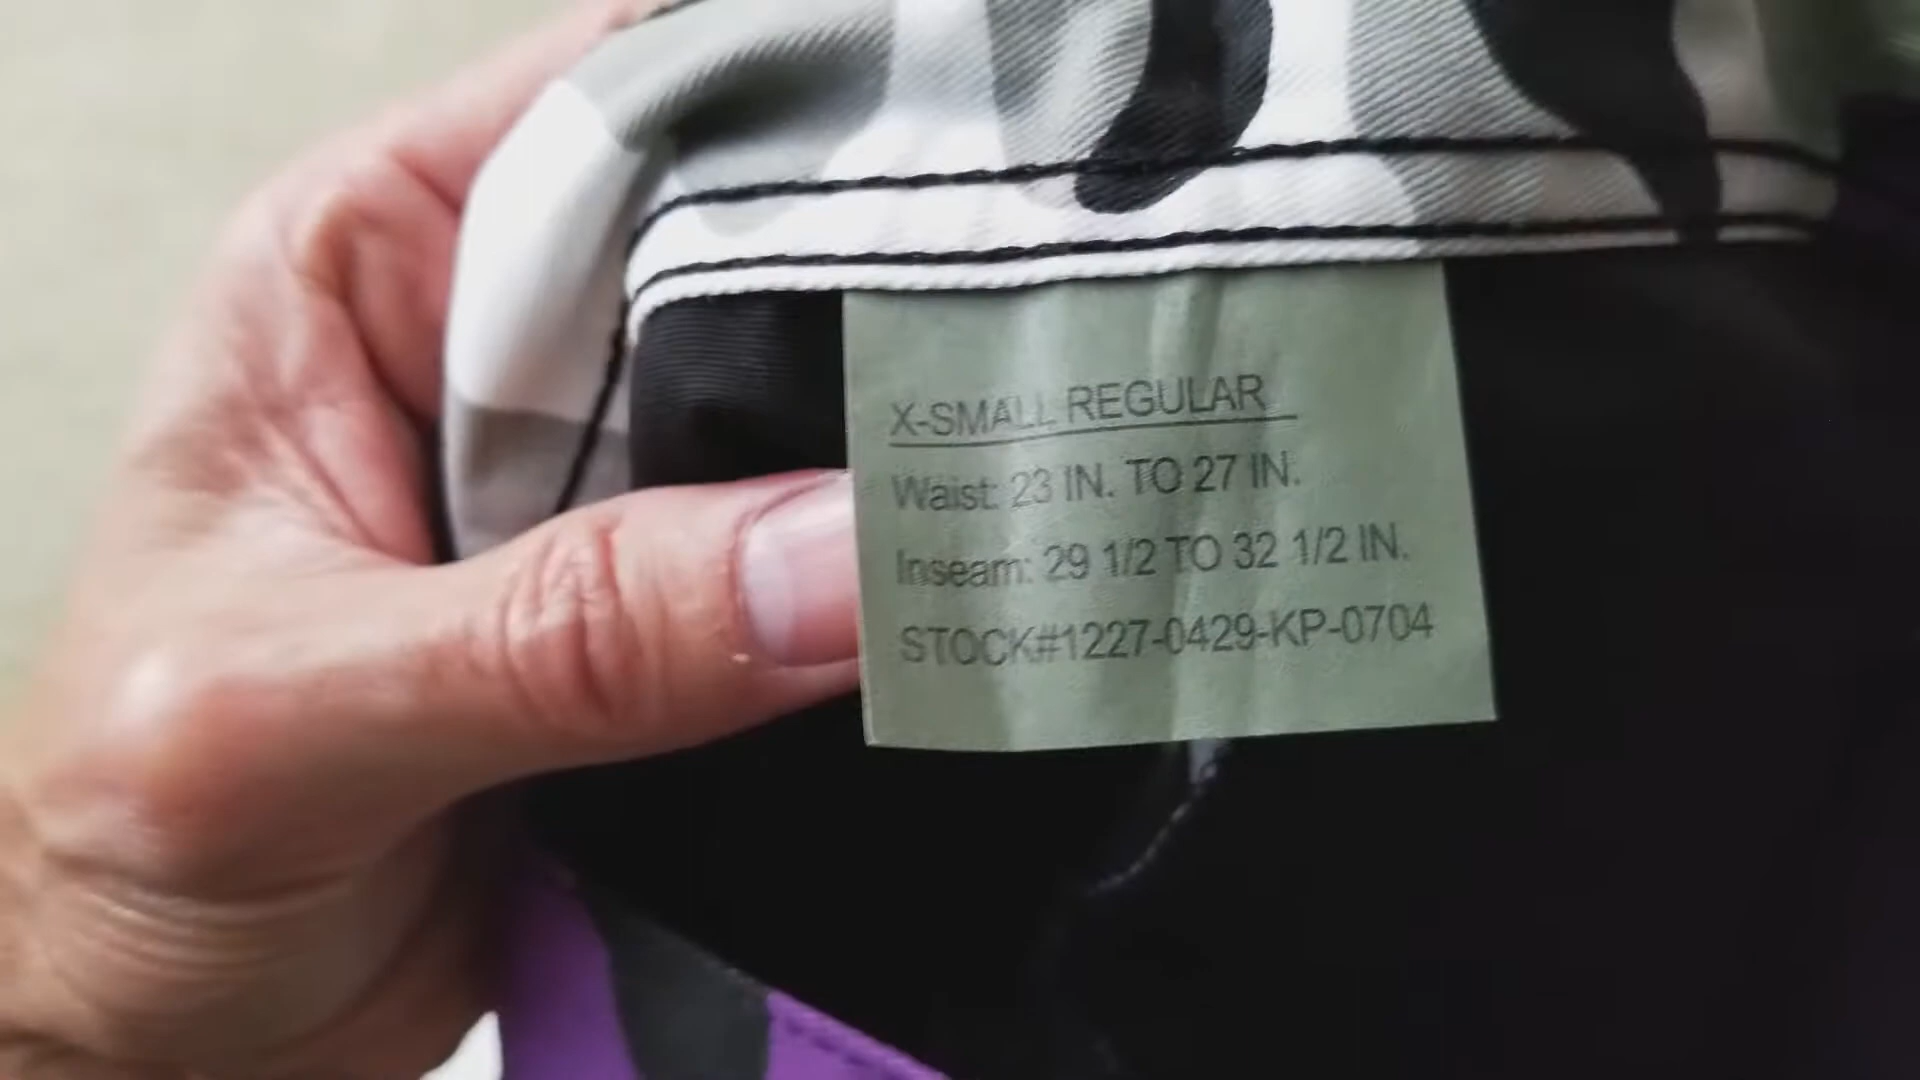 X-SMALL REGULAR
Waist: 23 IN. TO 27 IN.
Inseam: 29 1/2 TO 32 1/2 IN.
STOCK#1227-0429-KP-0704